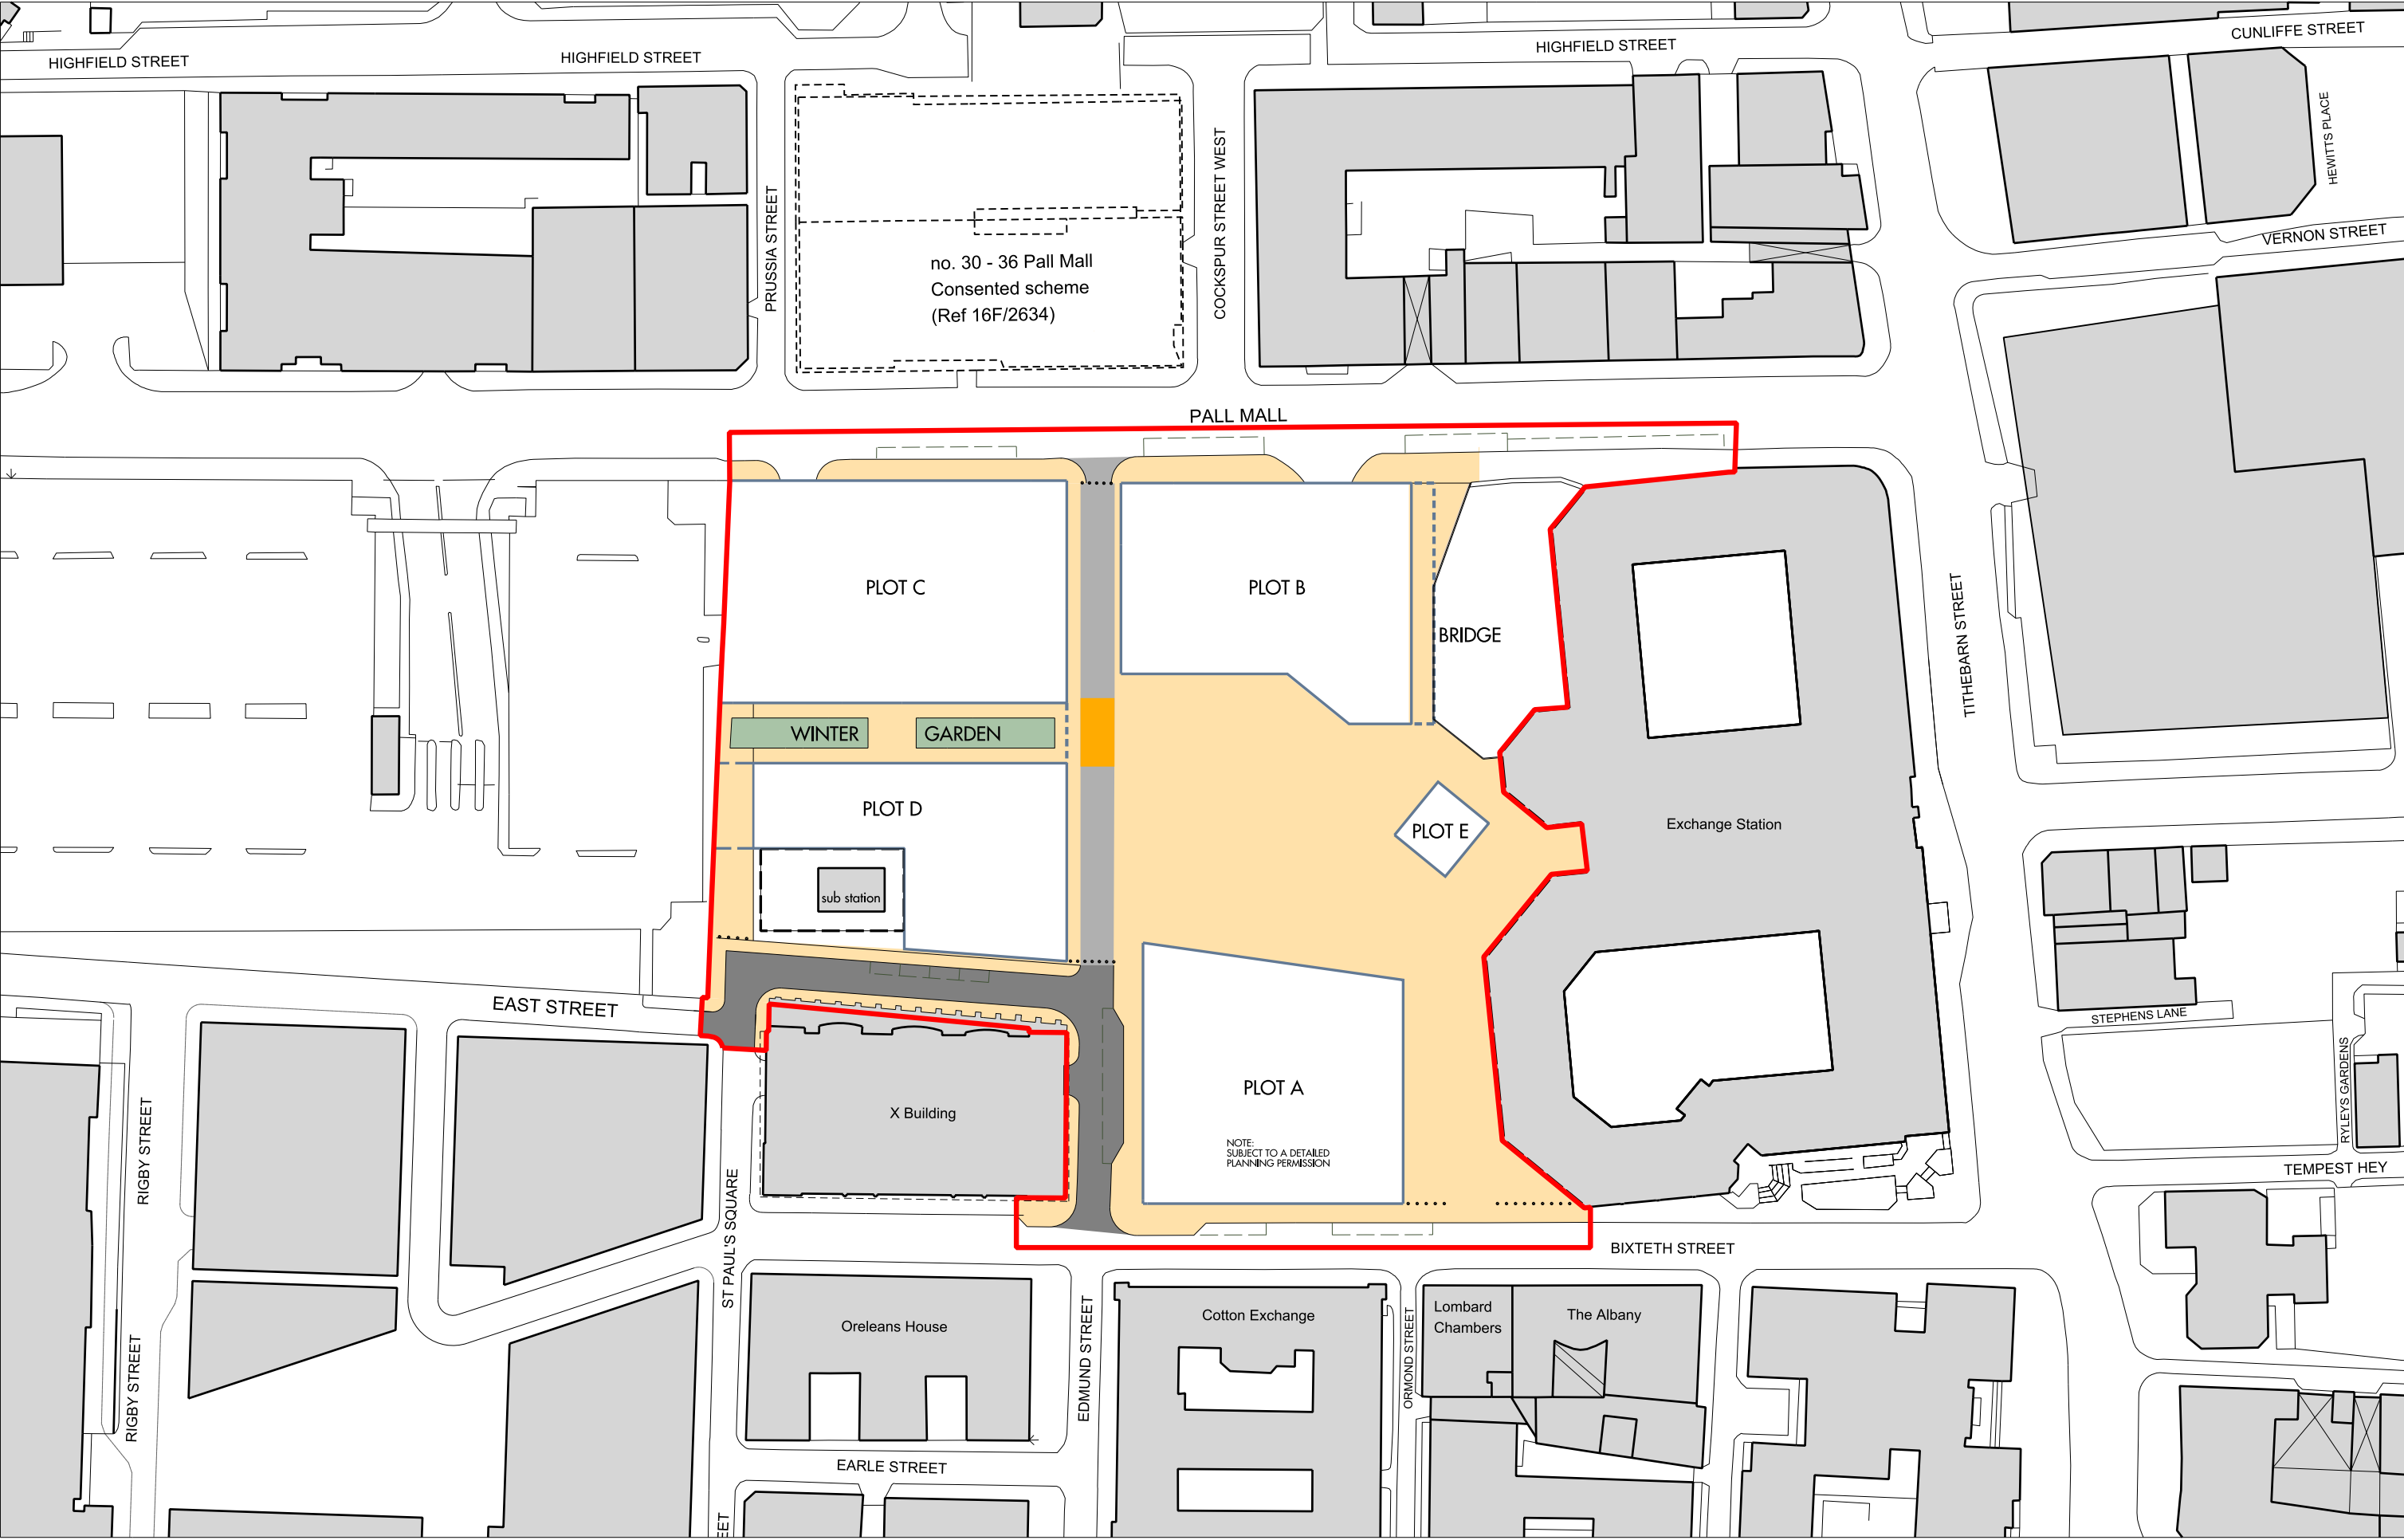 HIGHFIELD STREET
HIGHFIELD STREET
HIGHFIELD STREET
CUNLIFFE STREET
HEWITTS PLACE
VERNON STREET
PRUSSIA STREET
COCKSPUR STREET WEST
no. 30 - 36 Pall Mall
Consented scheme
(Ref 16F/2634)
PALL MALL
PLOT C
PLOT B
BRIDGE
TITHEBARN STREET
WINTER GARDEN
PLOT D
PLOT E
Exchange Station
sub station
EAST STREET
STEPHENS LANE
RYLEYS GARDENS
PLOT A
X Building
NOTE:
SUBJECT TO A DETAILED
PLANNING PERMISSION
RIGBY STREET
ST PAUL'S SQUARE
TEMPEST HEY
BIXTETH STREET
Oreleans House
EDMUND STREET
Cotton Exchange
ORMOND STREET
Lombard
Chambers
The Albany
RIGBY STREET
EARLE STREET
EET